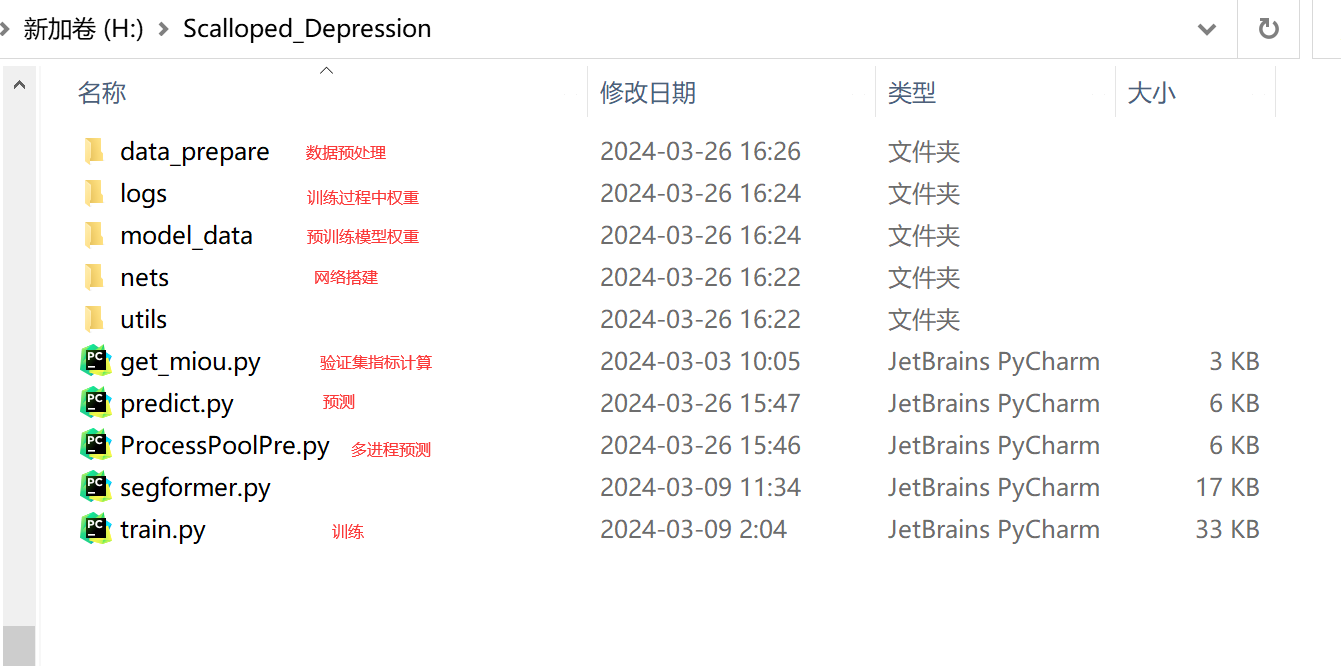 新加卷 (H:) Scalloped_Depression
名称 修改日期 类型 大小
data_prepare 数据预处理 2024-03-26 16:26 文件夹
logs 训练过程中权重 2024-03-26 16:24 文件夹
model_data 预训练模型权重 2024-03-26 16:24 文件夹
nets 网络搭建 2024-03-26 16:22 文件夹
utils 2024-03-26 16:22 文件夹
get_miou.py 验证集指标计算 2024-03-03 10:05 JetBrains PyCharm 3 KB
predict.py 预测 2024-03-26 15:47 JetBrains PyCharm 6 KB
ProcessPoolPre.py 多进程预测 2024-03-26 15:46 JetBrains PyCharm 6 KB
segformer.py 2024-03-09 11:34 JetBrains PyCharm 17 KB
train.py 训练 2024-03-09 2:04 JetBrains PyCharm 33 KB